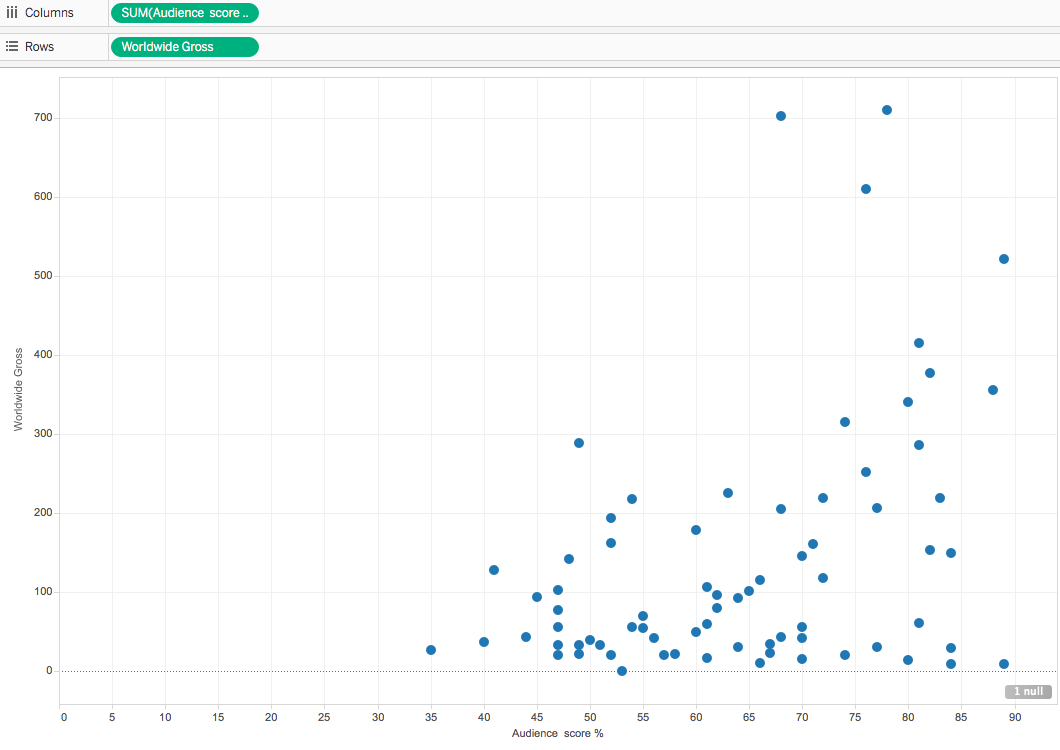 Columns SUM(Audience score ..
Rows Worldwide Gross
700
600
500
400
300
200
100
0
Worldwide Gross
1 null
0 5 10 15 20 25 30 35 40 45 50 55 60 65 70 75 80 85 90
Audience score %